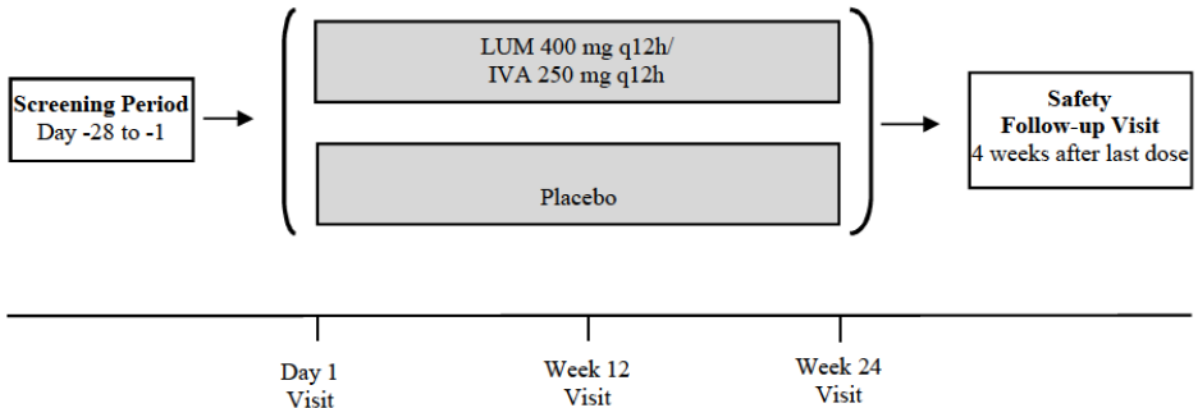 Screening Period
Day -28 to -1
LUM 400 mg q12h/
IVA 250 mg q12h
Placebo
Safety
Follow-up Visit
4 weeks after last dose
Day 1
Visit
Week 12
Visit
Week 24
Visit